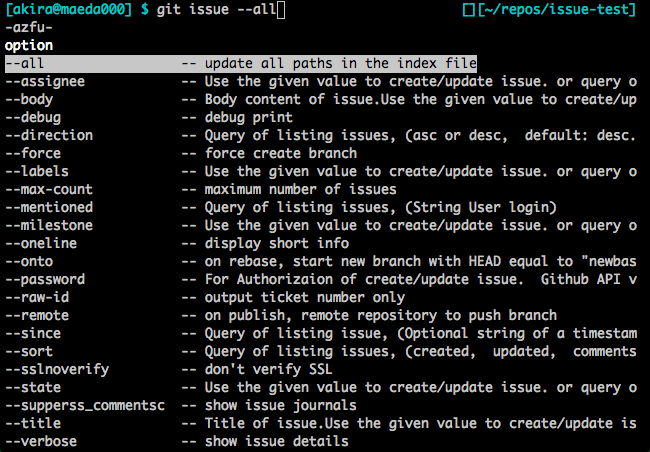 [akira@maeda000] $ git issue --all [][~/repos/issue-test]
-azfu-
option
--all -- update all paths in the index file
--assignee -- Use the given value to create/update issue. or query o
--body -- Body content of issue.Use the given value to create/up
--debug -- debug print
--direction -- Query of listing issues, (asc or desc,  default: desc.
--force -- force create branch
--labels -- Use the given value to create/update issue. or query o
--max-count -- maximum number of issues
--mentioned -- Query of listing issues, (String User login)
--milestone -- Use the given value to create/update issue. or query o
--oneline -- display short info
--onto -- on rebase, start new branch with HEAD equal to "newbas
--password -- For Authorizaion of create/update issue.  Github API v
--raw-id -- output ticket number only
--remote -- on publish, remote repository to push branch
--since -- Query of listing issue, (Optional string of a timestam
--sort -- Query of listing issues, (created,  updated,  comments
--sslnoverify -- don't verify SSL
--state -- Use the given value to create/update issue. or query o
--supperss_commentsc -- show issue journals
--title -- Title of issue.Use the given value to create/update is
--verbose -- show issue details